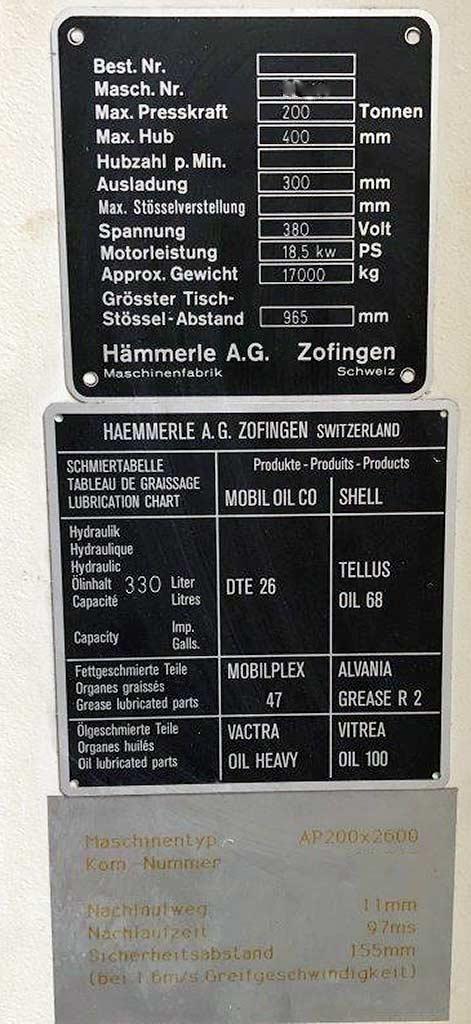 Best. Nr.
Masch. Nr.
Max. Presskraft 200 Tonnen
Max. Hub 400 mm
Hubzahl p. Min.
Ausladung 300 mm
Max. Stösselverstellung mm
Spannung 380 Volt
Motorleistung 18,5 kw PS
Approx. Gewicht 17000 kg
Grösster Tisch-
Stössel-Abstand 965 mm
Hämmerle A.G. Zofingen
Maschinenfabrik Schweiz
HAEMMERLE A.G. ZOFINGEN SWITZERLAND
SCHMIERTABELLE
TABLEAU DE GRAISSAGE
LUBRICATION CHART
Produkte - Produits - Products
MOBIL OIL CO SHELL
Hydraulik
Hydraulique
Hydraulic
Ölinhalt 330 Liter
Capacité Litres
Capacity Imp. Galls.
DTE 26
TELLUS
OIL 68
Fettgeschmierte Teile
Organes graissés
Grease lubricated parts
MOBILPLEX
47
ALVANIA
GREASE R 2
Ölgeschmierte Teile
Organes huilés
Oil lubricated parts
VACTRA
OIL HEAVY
VITREA
OIL 100
Maschinentyp AP200x2600
Kom-Nummer
Nachlaufweg 11mm
Nachlaufzeit 97ms
Sicherheitsabstand 155mm
(bei 1.6m/s Greifgeschwindigkeit)